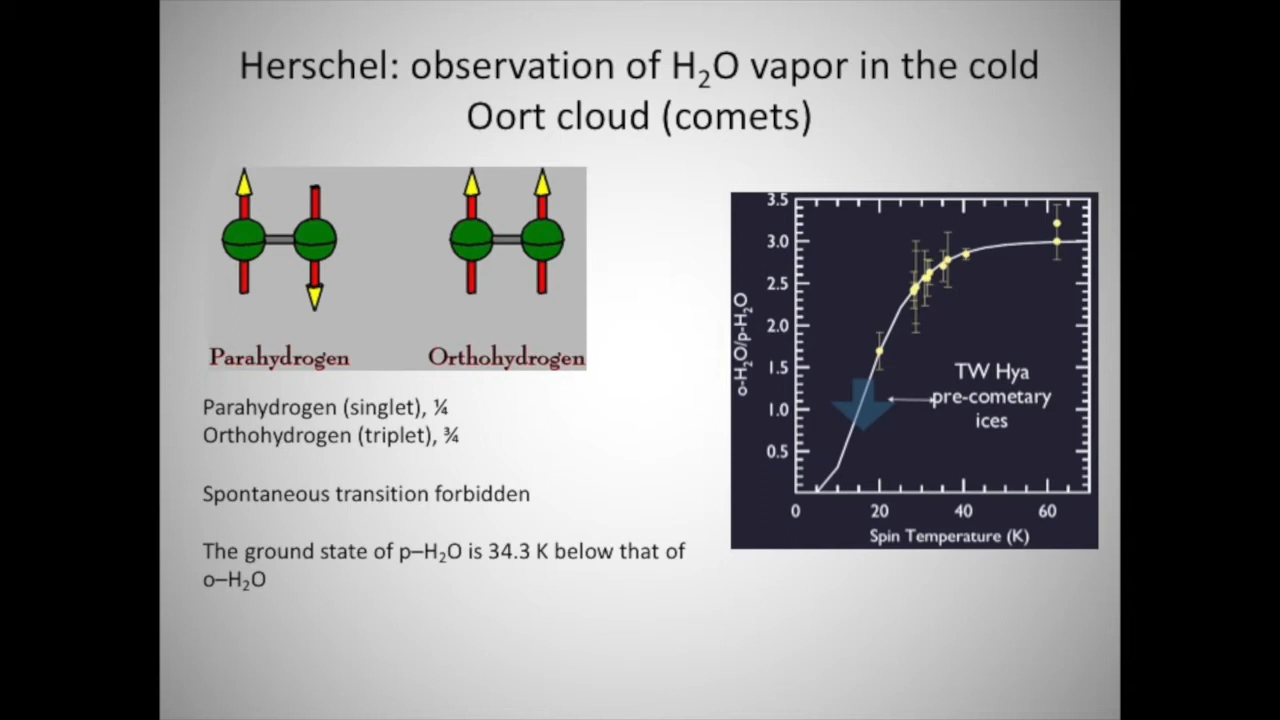 Herschel: observation of H₂O vapor in the cold
Oort cloud (comets)
Parahydrogen
Orthohydrogen
Parahydrogen (singlet), ¼
Orthohydrogen (triplet), ¾
Spontaneous transition forbidden
The ground state of p–H₂O is 34.3 K below that of
o–H₂O
o-H₂O/p-H₂O
3.5
3.0
2.5
2.0
1.5
1.0
0.5
TW Hya
pre-cometary
ices
0 20 40 60
Spin Temperature (K)